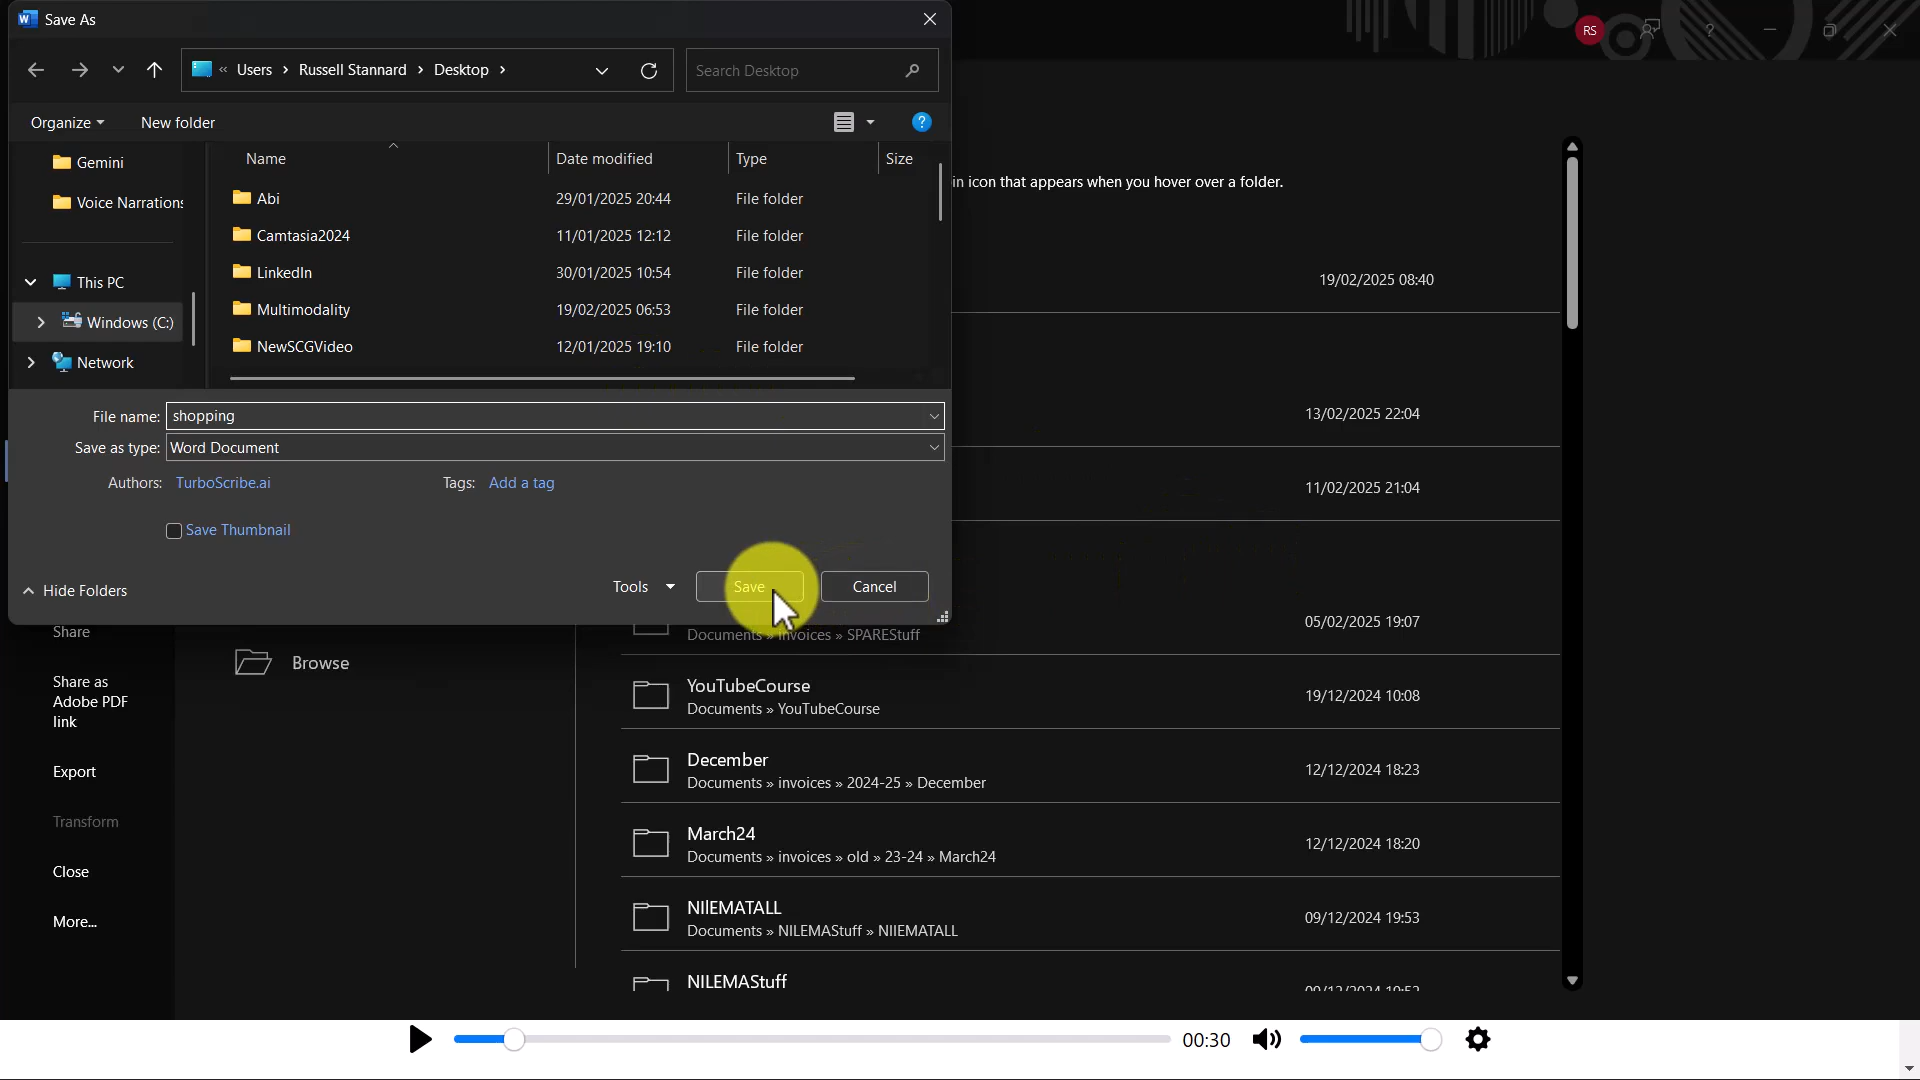 Save As
RS
?
« Users > Russell Stannard > Desktop >
Search Desktop
Organize
New folder
?
Gemini
Voice Narrations
This PC
Windows (C:)
Network
Name Date modified Type Size
Abi 29/01/2025 20:44 File folder
Camtasia2024 11/01/2025 12:12 File folder
LinkedIn 30/01/2025 10:54 File folder
Multimodality 19/02/2025 06:53 File folder
NewSCGVideo 12/01/2025 19:10 File folder
File name: shopping
Save as type: Word Document
Authors: TurboScribe.ai Tags: Add a tag
Save Thumbnail
Hide Folders
Tools Save Cancel
in icon that appears when you hover over a folder.
19/02/2025 08:40
13/02/2025 22:04
11/02/2025 21:04
05/02/2025 19:07
Documents » invoices » SPAREStuff
Share
Share as
Adobe PDF
link
Export
Transform
Close
More...
Browse
YouTubeCourse
Documents » YouTubeCourse
19/12/2024 10:08
December
Documents » invoices » 2024-25 » December
12/12/2024 18:23
March24
Documents » invoices » old » 23-24 » March24
12/12/2024 18:20
NIIEMATALL
Documents » NILEMAStuff » NIIEMATALL
09/12/2024 19:53
NILEMAStuff
00:30